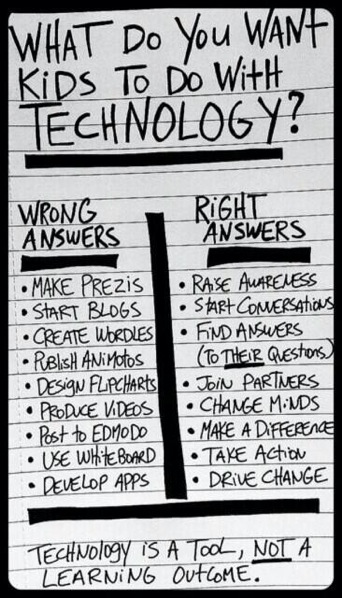 WHAT DO YOU WANT
KIDS TO DO WITH
TECHNOLOGY?
WRONG
ANSWERS
• MAKE PREZIS
• START BLOGS
• CREATE WORDLES
• PUBLISH ANIMOTOS
• DESIGN FLIPCHARTS
• PRODUCE VIDEOS
• POST TO EDMODO
• USE WHITEBOARD
• DEVELOP APPS
RIGHT
ANSWERS
• RAISE AWARENESS
• START CONVERSATIONS
• FIND ANSWERS
(TO THEIR QUESTIONS)
• JOIN PARTNERS
• CHANGE MINDS
• MAKE A DIFFERENCE
• TAKE ACTION
• DRIVE CHANGE
TECHNOLOGY IS A TOOL, NOT A
LEARNING OUTCOME.